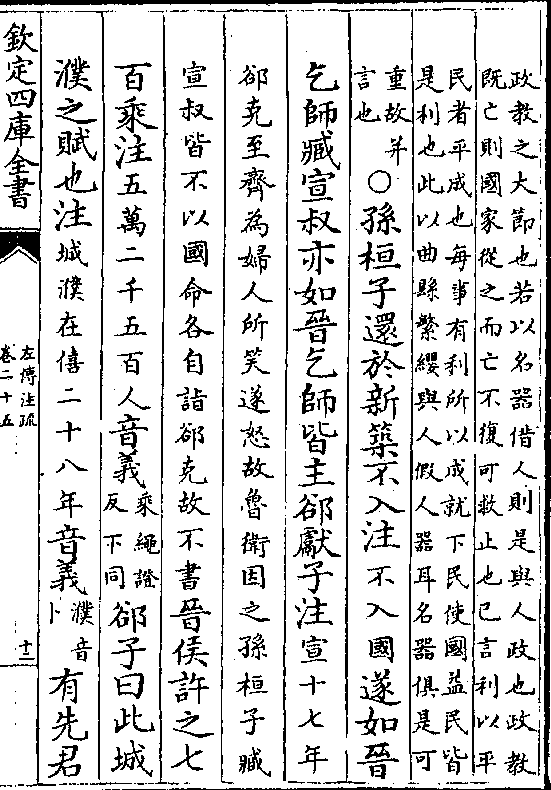 政教之大節也若以名器借人則是與人政也政教
既亡則國家從之而亡不復可救止也已言利以平
民者平成也每事有利所以成就下民使國益民皆
是利也此以曲縣繁纓與人假人器耳名器俱是可
重故并
言也
○孫桓子還於新築不入注不入國遂如晉
乞師臧宣叔亦如晉乞師皆主郤獻子注宣十七年
郤克至齊為婦人所笑遂怒故魯衛因之孫桓子臧
宣叔皆不以國命各自詣郤克故不書晉侯許之七
百乘注五萬二千五百人音義
乘繩證
反下同
郤子曰此城
濮之賦也注城濮在僖二十八年音義
濮音
卜
有先君
欽定四庫全書
左傳注疏
卷二十五
十二